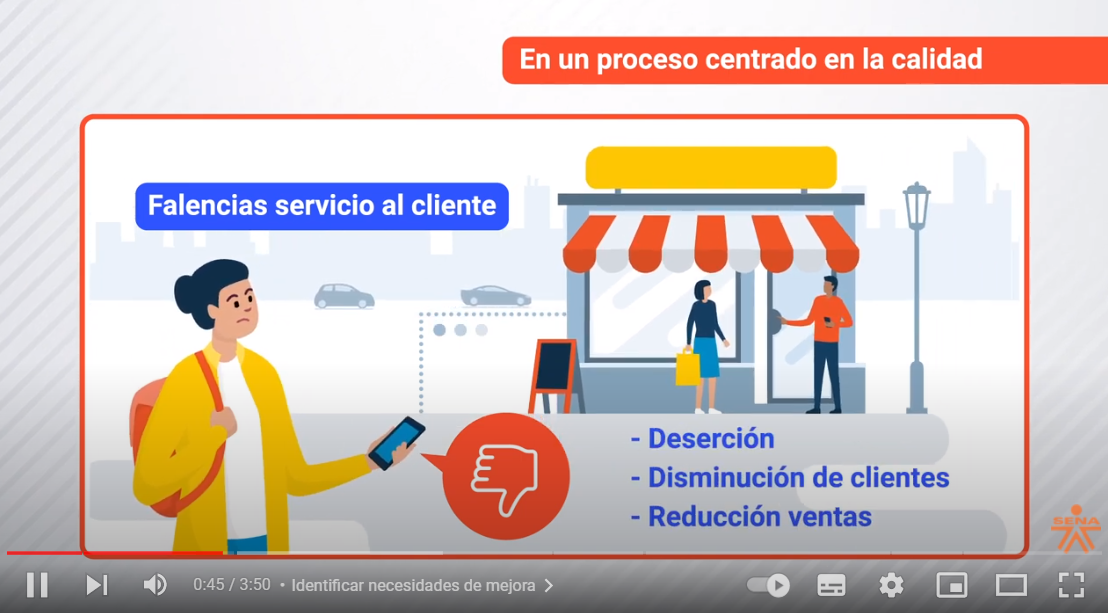 En un proceso centrado en la calidad
Falencias servicio al cliente
- Deserción
- Disminución de clientes
- Reducción ventas
SENA
0:45 / 3:50 • Identificar necesidades de mejora